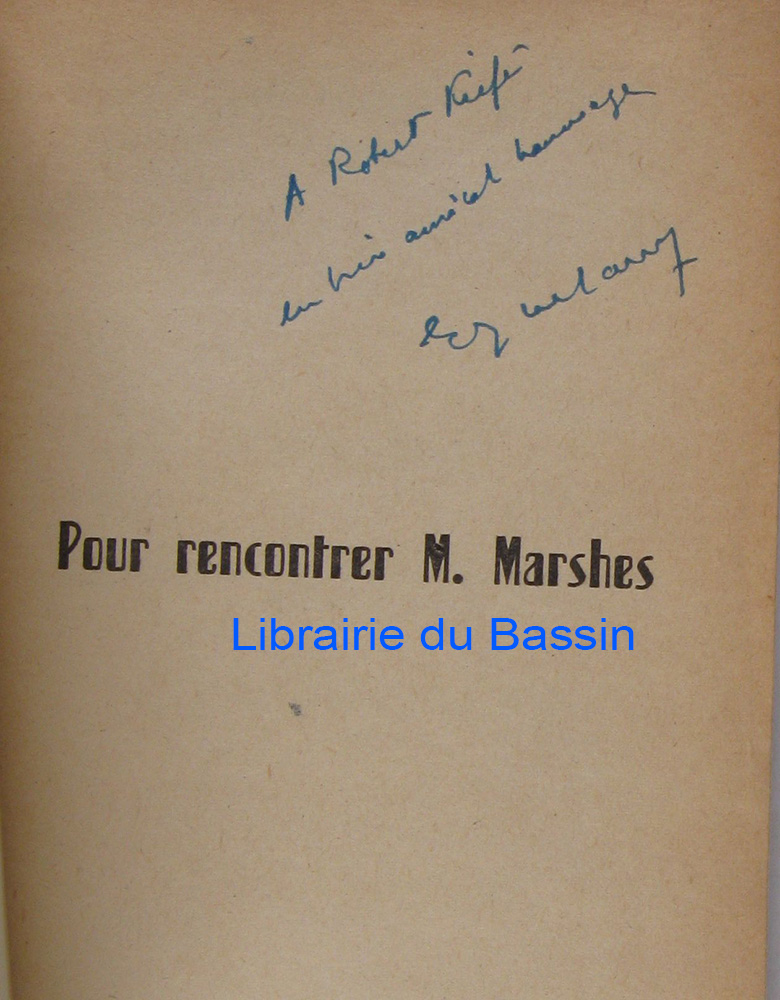 A Robert Kiefé
en très amical hommage
Pour rencontrer M. Marshes
Librairie du Bassin